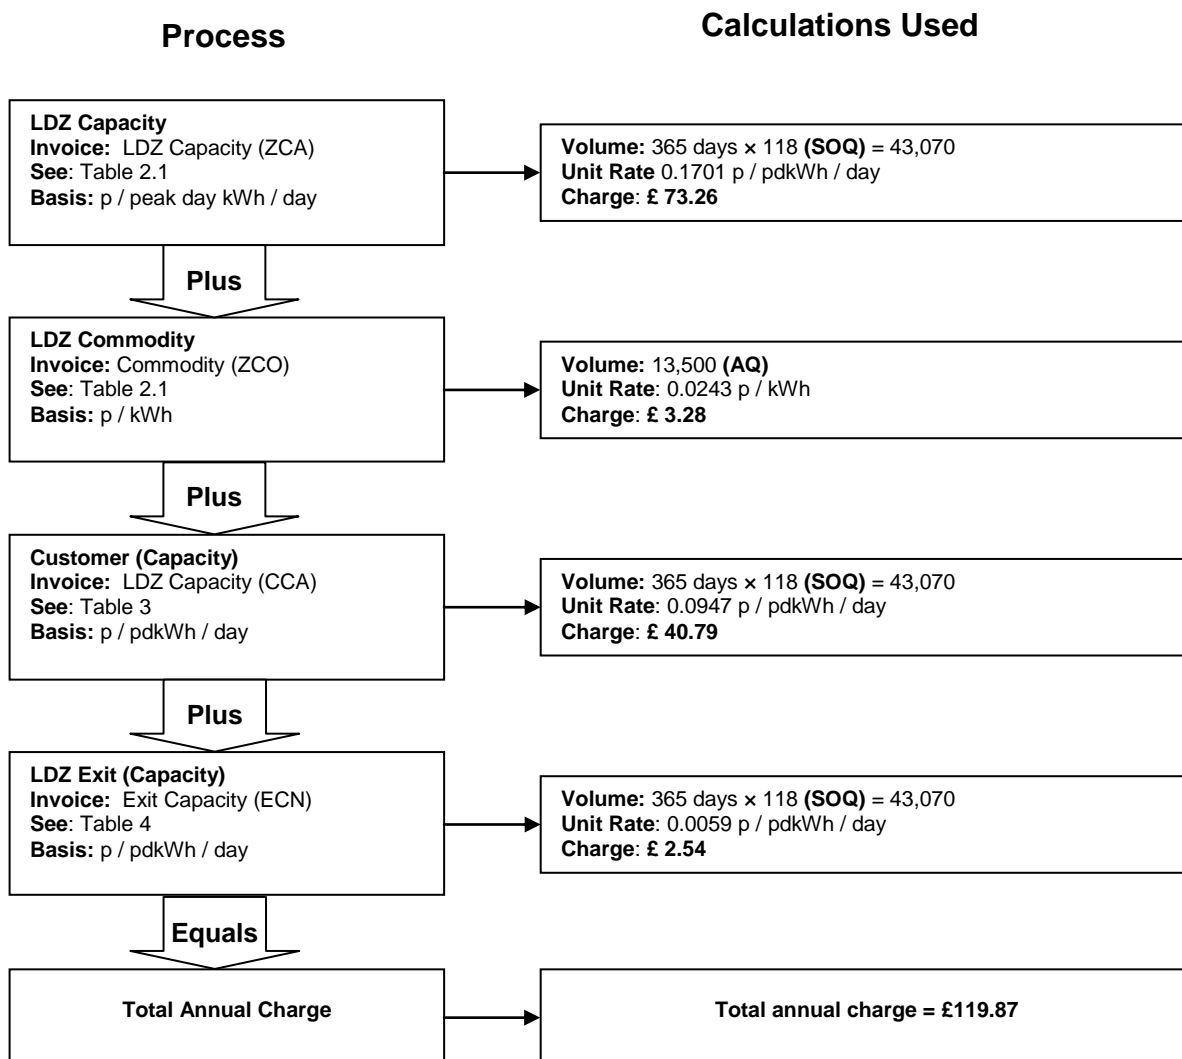 Process
Calculations Used
LDZ Capacity
Invoice: LDZ Capacity (ZCA)
See: Table 2.1
Basis: p / peak day kWh / day
Volume: 365 days × 118 (SOQ) = 43,070
Unit Rate 0.1701 p / pdkWh / day
Charge: £ 73.26
Plus
LDZ Commodity
Invoice: Commodity (ZCO)
See: Table 2.1
Basis: p / kWh
Volume: 13,500 (AQ)
Unit Rate: 0.0243 p / kWh
Charge: £ 3.28
Plus
Customer (Capacity)
Invoice: LDZ Capacity (CCA)
See: Table 3
Basis: p / pdkWh / day
Volume: 365 days × 118 (SOQ) = 43,070
Unit Rate: 0.0947 p / pdkWh / day
Charge: £ 40.79
Plus
LDZ Exit (Capacity)
Invoice: Exit Capacity (ECN)
See: Table 4
Basis: p / pdkWh / day
Volume: 365 days × 118 (SOQ) = 43,070
Unit Rate: 0.0059 p / pdkWh / day
Charge: £ 2.54
Equals
Total Annual Charge
Total annual charge = £119.87